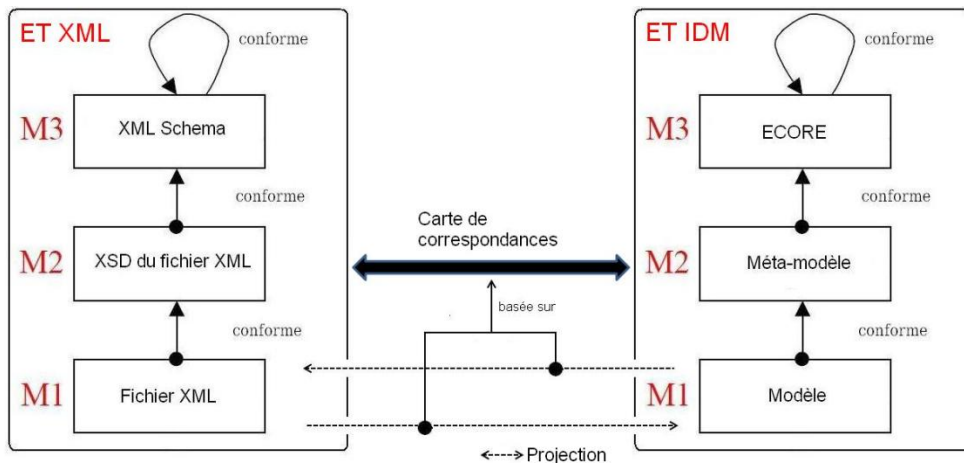 ET XML
conforme
M3
XML Schema
conforme
M2
XSD du fichier XML
conforme
M1
Fichier XML
Carte de
correspondances
basée sur
Projection
ET IDM
conforme
M3
ECORE
conforme
M2
Méta-modèle
conforme
M1
Modèle